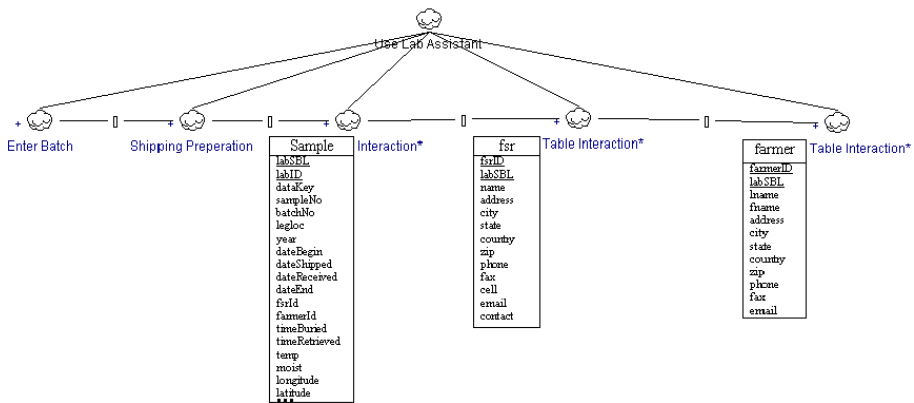 Use Lab Assistant
+ [] + [] + [] + [] +
Enter Batch
Shipping Preperation
Interaction*
Table Interaction*
Table Interaction*
Sample
labSBL
labID
dataKey
sampleNo
batchNo
legloc
year
dateBegin
dateShipped
dateReceived
dateEnd
fsrId
farmerId
timeBuried
timeRetrieved
temp
moist
longitude
latitude
...
fsr
fsrID
labSBL
name
address
city
state
country
zip
phone
fax
cell
email
contact
farmer
farmerID
labSBL
lname
fname
address
city
state
country
zip
phone
fax
email